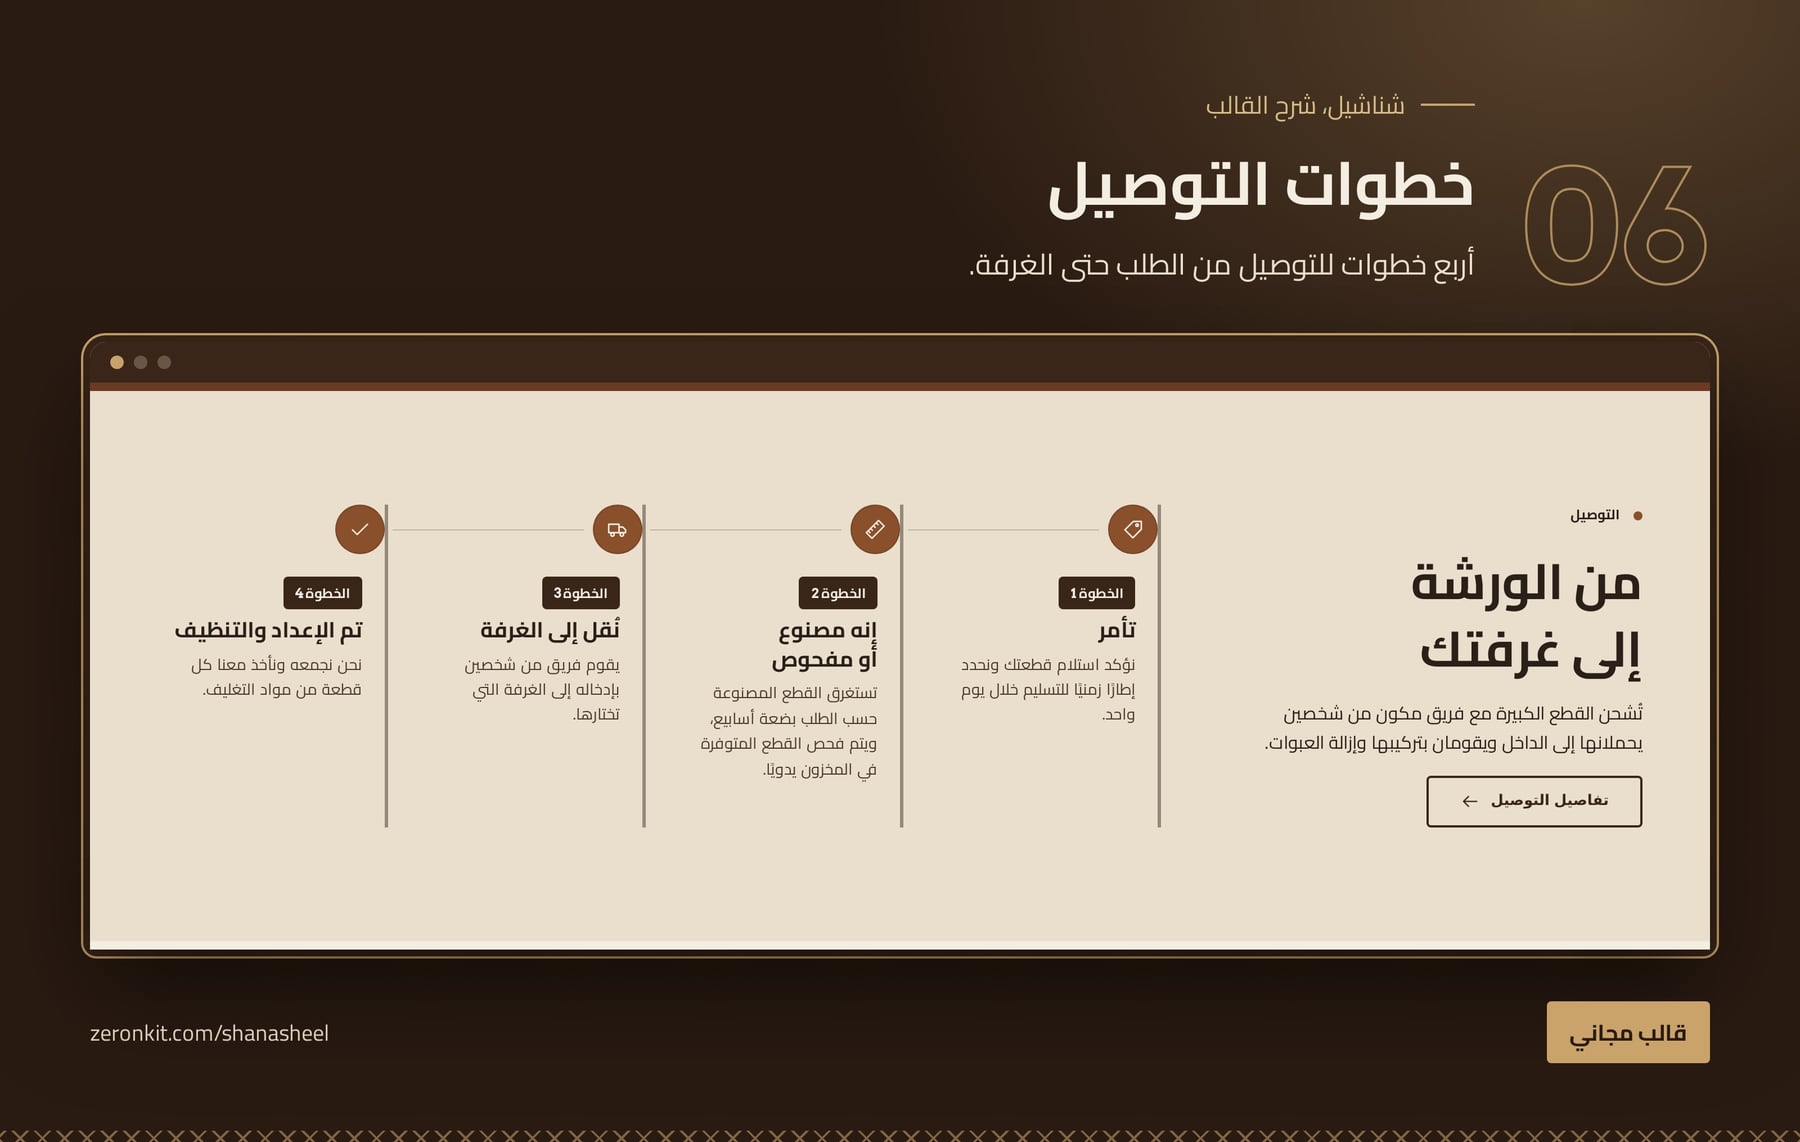 شناشيل، شرح القالب
06
خطوات التوصيل
أربع خطوات للتوصيل من الطلب حتى الغرفة.
التوصيل
من الورشة
إلى غرفتك
تُشحن القطع الكبيرة مع فريق مكون من شخصين
يحملانها إلى الداخل ويقومان بتركيبها وإزالة العبوات.
تفاصيل التوصيل ←
الخطوة 1
تأمر
نؤكد استلام قطعتك ونحدد
إطارًا زمنيًا للتسليم خلال يوم
واحد.
الخطوة 2
إنه مصنوع
أو مفحوص
تستغرق القطع المصنوعة
حسب الطلب بضعة أسابيع،
ويتم فحص القطع المتوفرة
في المخزون يدويًا.
الخطوة 3
نُقل إلى الغرفة
يقوم فريق من شخصين
بإدخاله إلى الغرفة التي
تختارها.
الخطوة 4
تم الإعداد والتنظيف
نحن نجمعه ونأخذ معنا كل
قطعة من مواد التغليف.
قالب مجاني
zeronkit.com/shanasheel